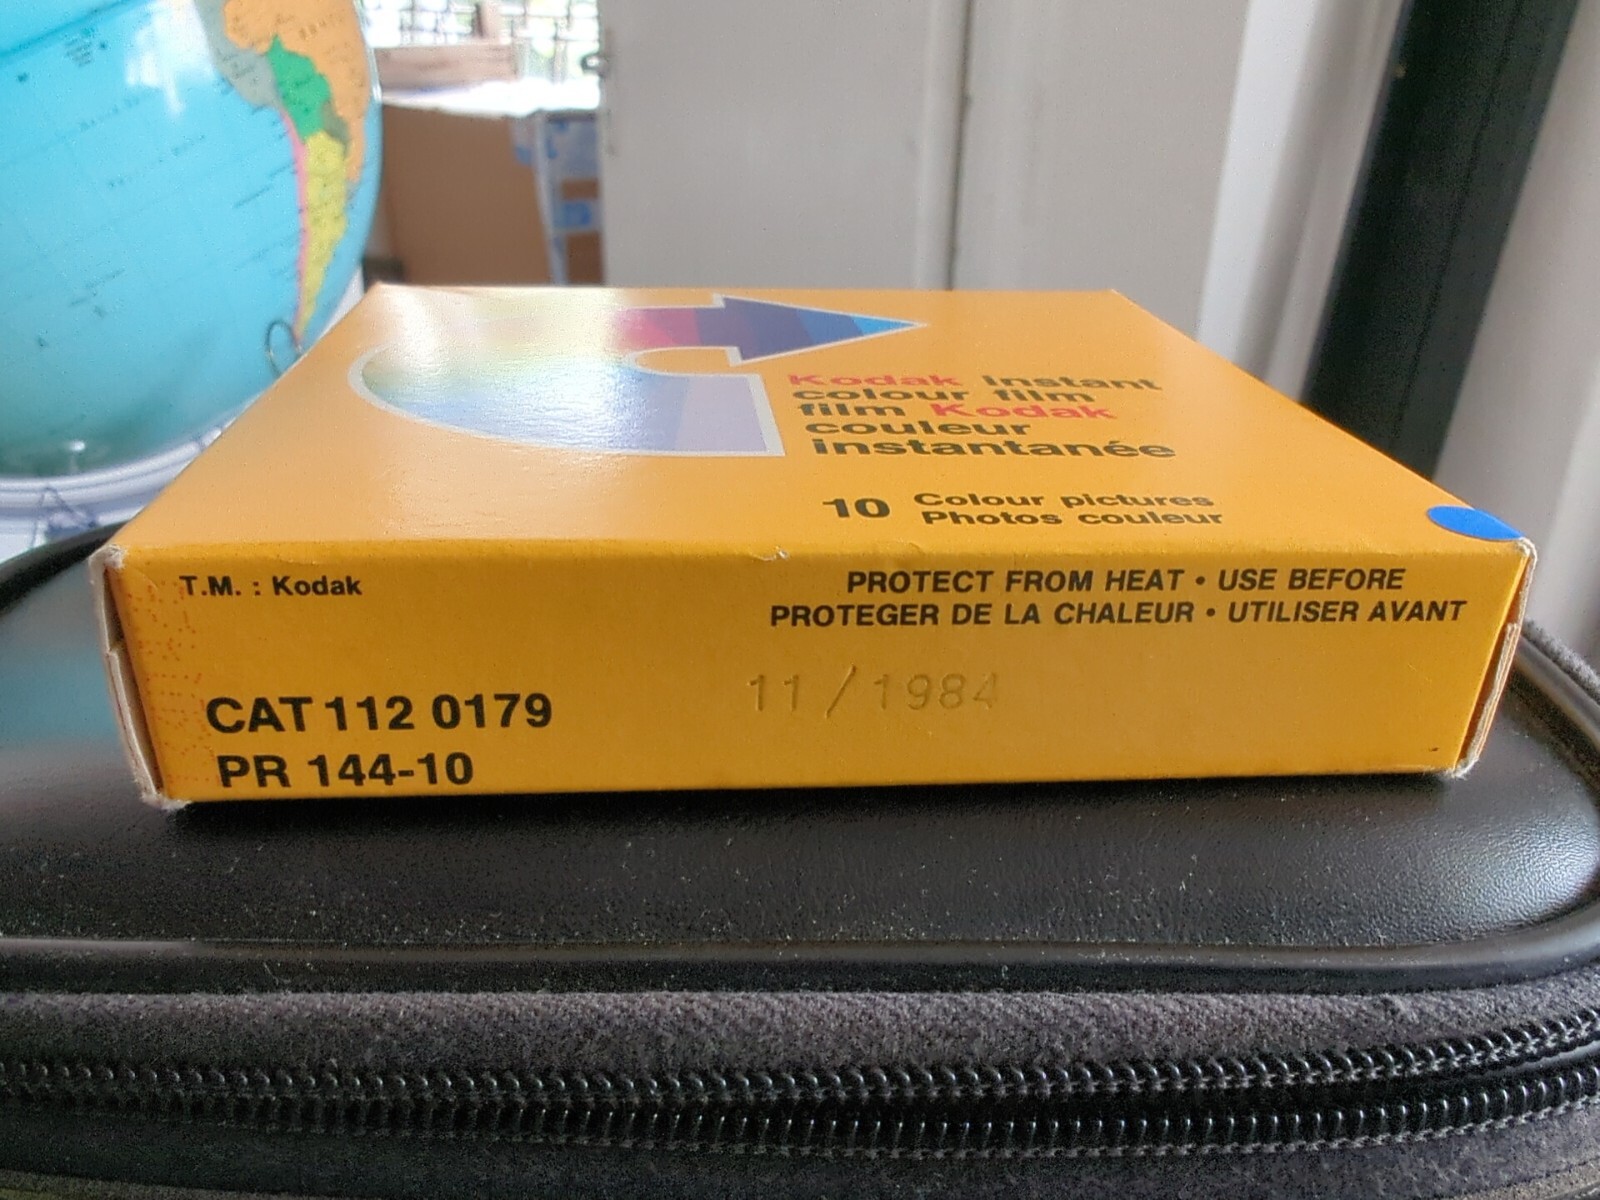 Kodak instant
colour film
film Kodak
couleur
instantanée
10 Colour pictures
Photos couleur
T.M. : Kodak
PROTECT FROM HEAT • USE BEFORE
PROTEGER DE LA CHALEUR • UTILISER AVANT
11/1984
CAT 112 0179
PR 144-10